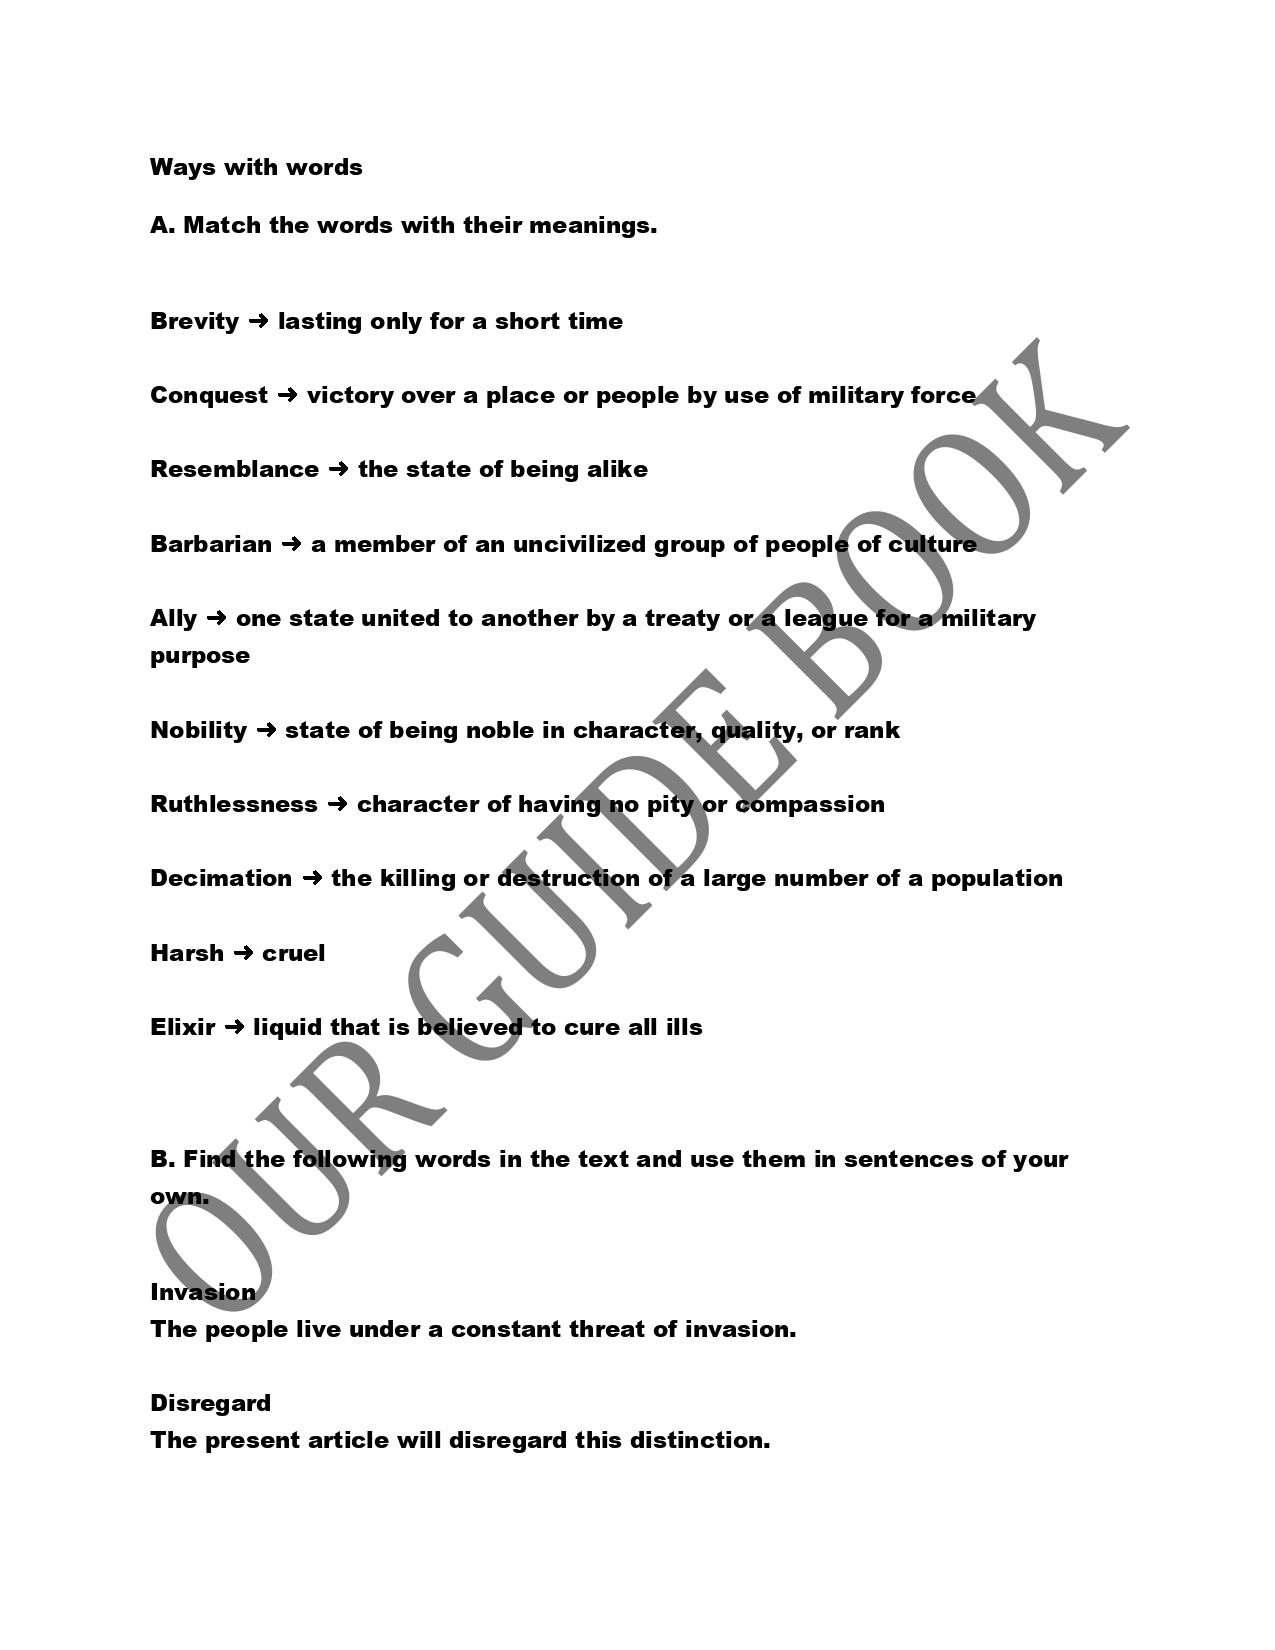 Ways with words
A. Match the words with their meanings.
Brevity ➜ lasting only for a short time
Conquest ➜ victory over a place or people by use of military force
Resemblance ➜ the state of being alike
Barbarian ➜ a member of an uncivilized group of people of culture
Ally ➜ one state united to another by a treaty or a league for a military
purpose
Nobility ➜ state of being noble in character, quality, or rank
Ruthlessness ➜ character of having no pity or compassion
Decimation ➜ the killing or destruction of a large number of a population
Harsh ➜ cruel
Elixir ➜ liquid that is believed to cure all ills
B. Find the following words in the text and use them in sentences of your
own.
Invasion
The people live under a constant threat of invasion.
Disregard
The present article will disregard this distinction.
OUR GUIDE BOOK